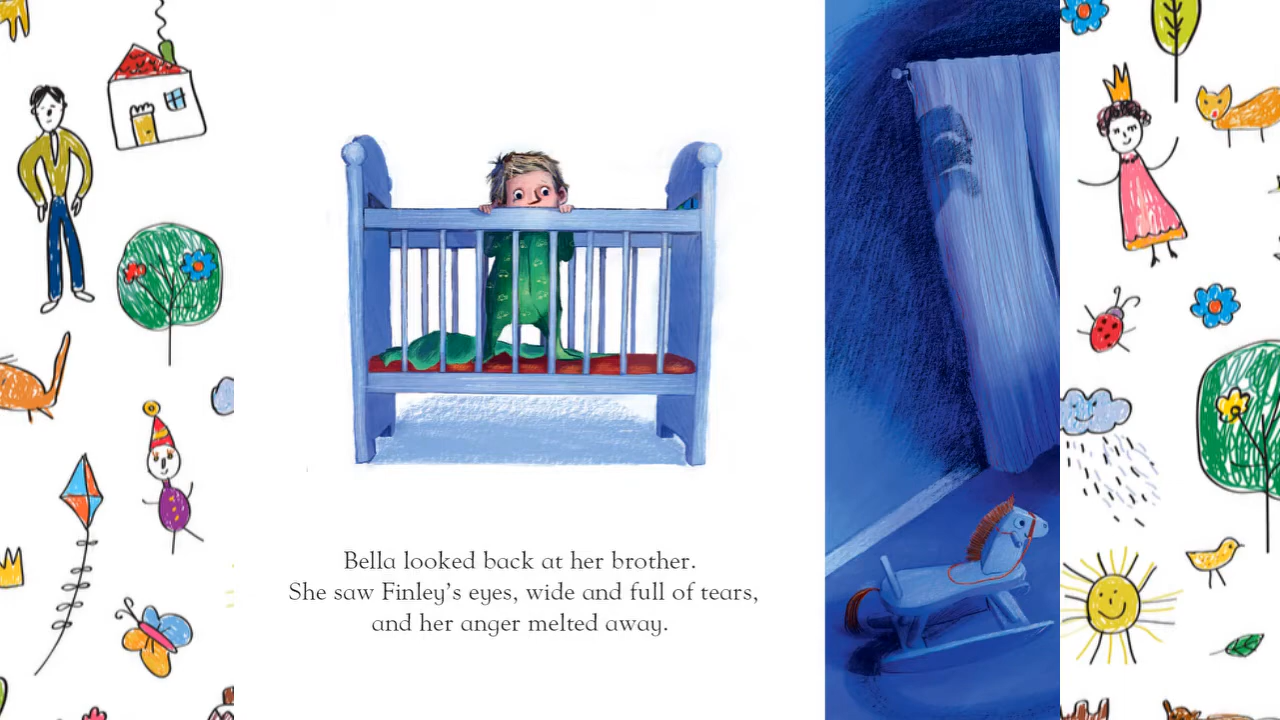 Bella looked back at her brother.
She saw Finley's eyes, wide and full of tears,
and her anger melted away.